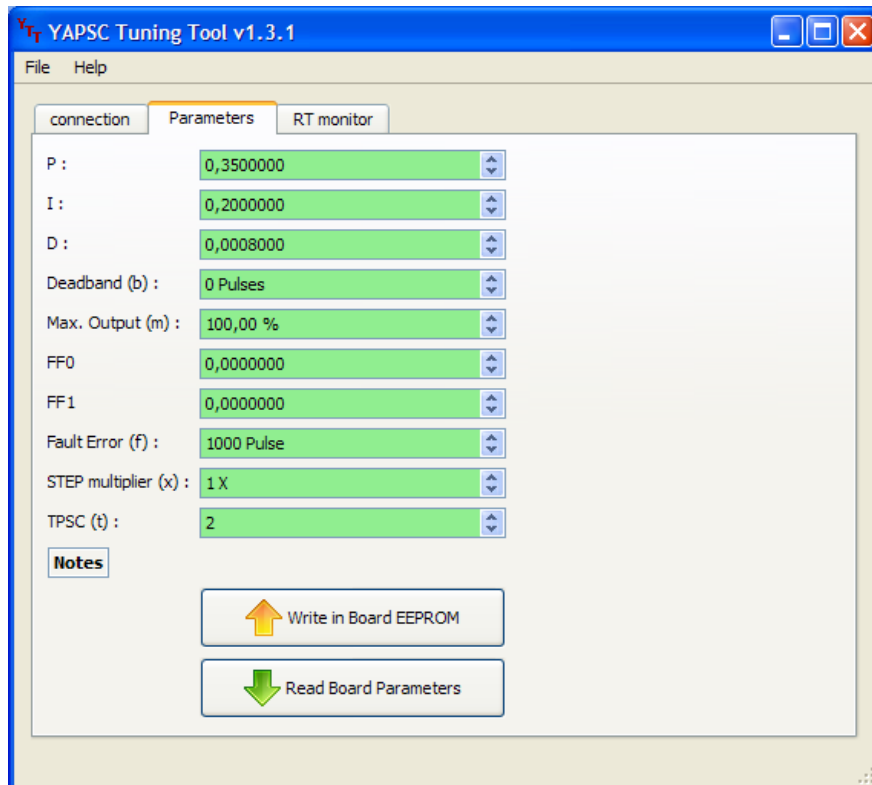 YTT YAPSC Tuning Tool v1.3.1
File Help
connection Parameters RT monitor
P : 0,3500000
I : 0,2000000
D : 0,0008000
Deadband (b) : 0 Pulses
Max. Output (m) : 100,00 %
FF0 0,0000000
FF1 0,0000000
Fault Error (f) : 1000 Pulse
STEP multiplier (x) : 1 X
TPSC (t) : 2
Notes
Write in Board EEPROM
Read Board Parameters